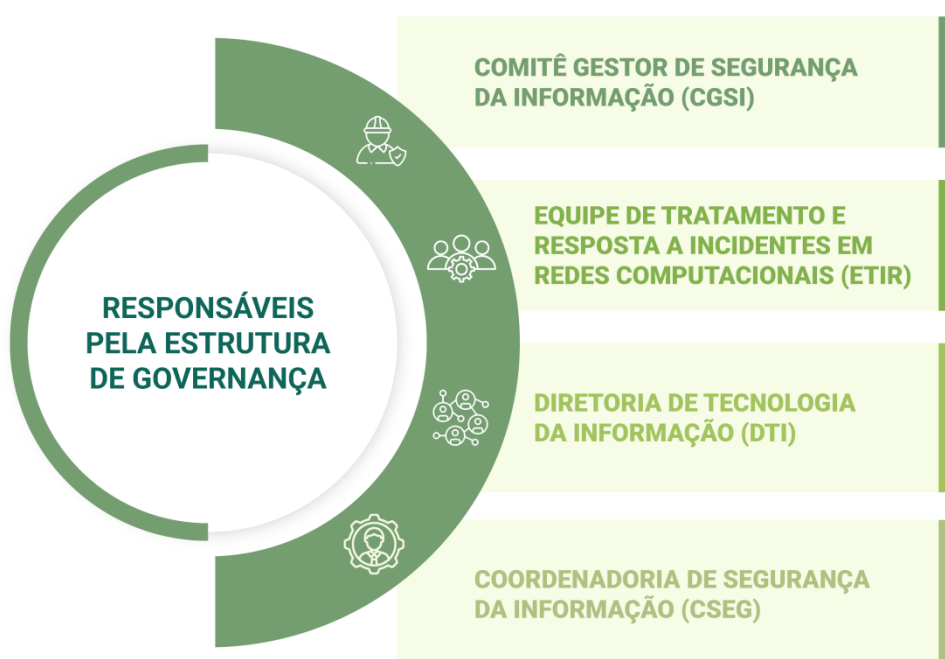 RESPONSÁVEIS
PELA ESTRUTURA
DE GOVERNANÇA
COMITÊ GESTOR DE SEGURANÇA
DA INFORMAÇÃO (CGSI)
EQUIPE DE TRATAMENTO E
RESPOSTA A INCIDENTES EM
REDES COMPUTACIONAIS (ETIR)
DIRETORIA DE TECNOLOGIA
DA INFORMAÇÃO (DTI)
COORDENADORIA DE SEGURANÇA
DA INFORMAÇÃO (CSEG)